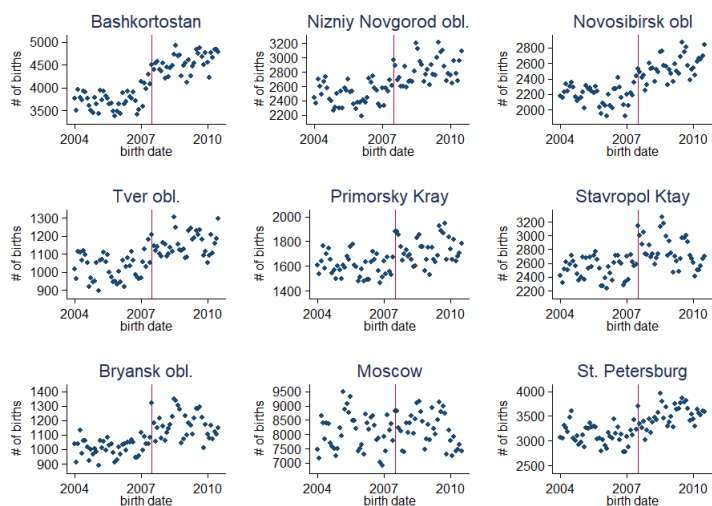 Bashkortostan
# of births
5000
4500
4000
3500
2004 2007 2010
birth date
Nizniy Novgorod obl.
# of births
3200
3000
2800
2600
2400
2200
2004 2007 2010
birth date
Novosibirsk obl
# of births
2800
2600
2400
2200
2000
2004 2007 2010
birth date
Tver obl.
# of births
1300
1200
1100
1000
900
2004 2007 2010
birth date
Primorsky Kray
# of births
2000
1800
1600
1400
2004 2007 2010
birth date
Stavropol Ktay
# of births
3200
3000
2800
2600
2400
2200
2004 2007 2010
birth date
Bryansk obl.
# of births
1400
1300
1200
1100
1000
900
2004 2007 2010
birth date
Moscow
# of births
9500
9000
8500
8000
7500
7000
2004 2007 2010
birth date
St. Petersburg
# of births
4000
3500
3000
2500
2004 2007 2010
birth date